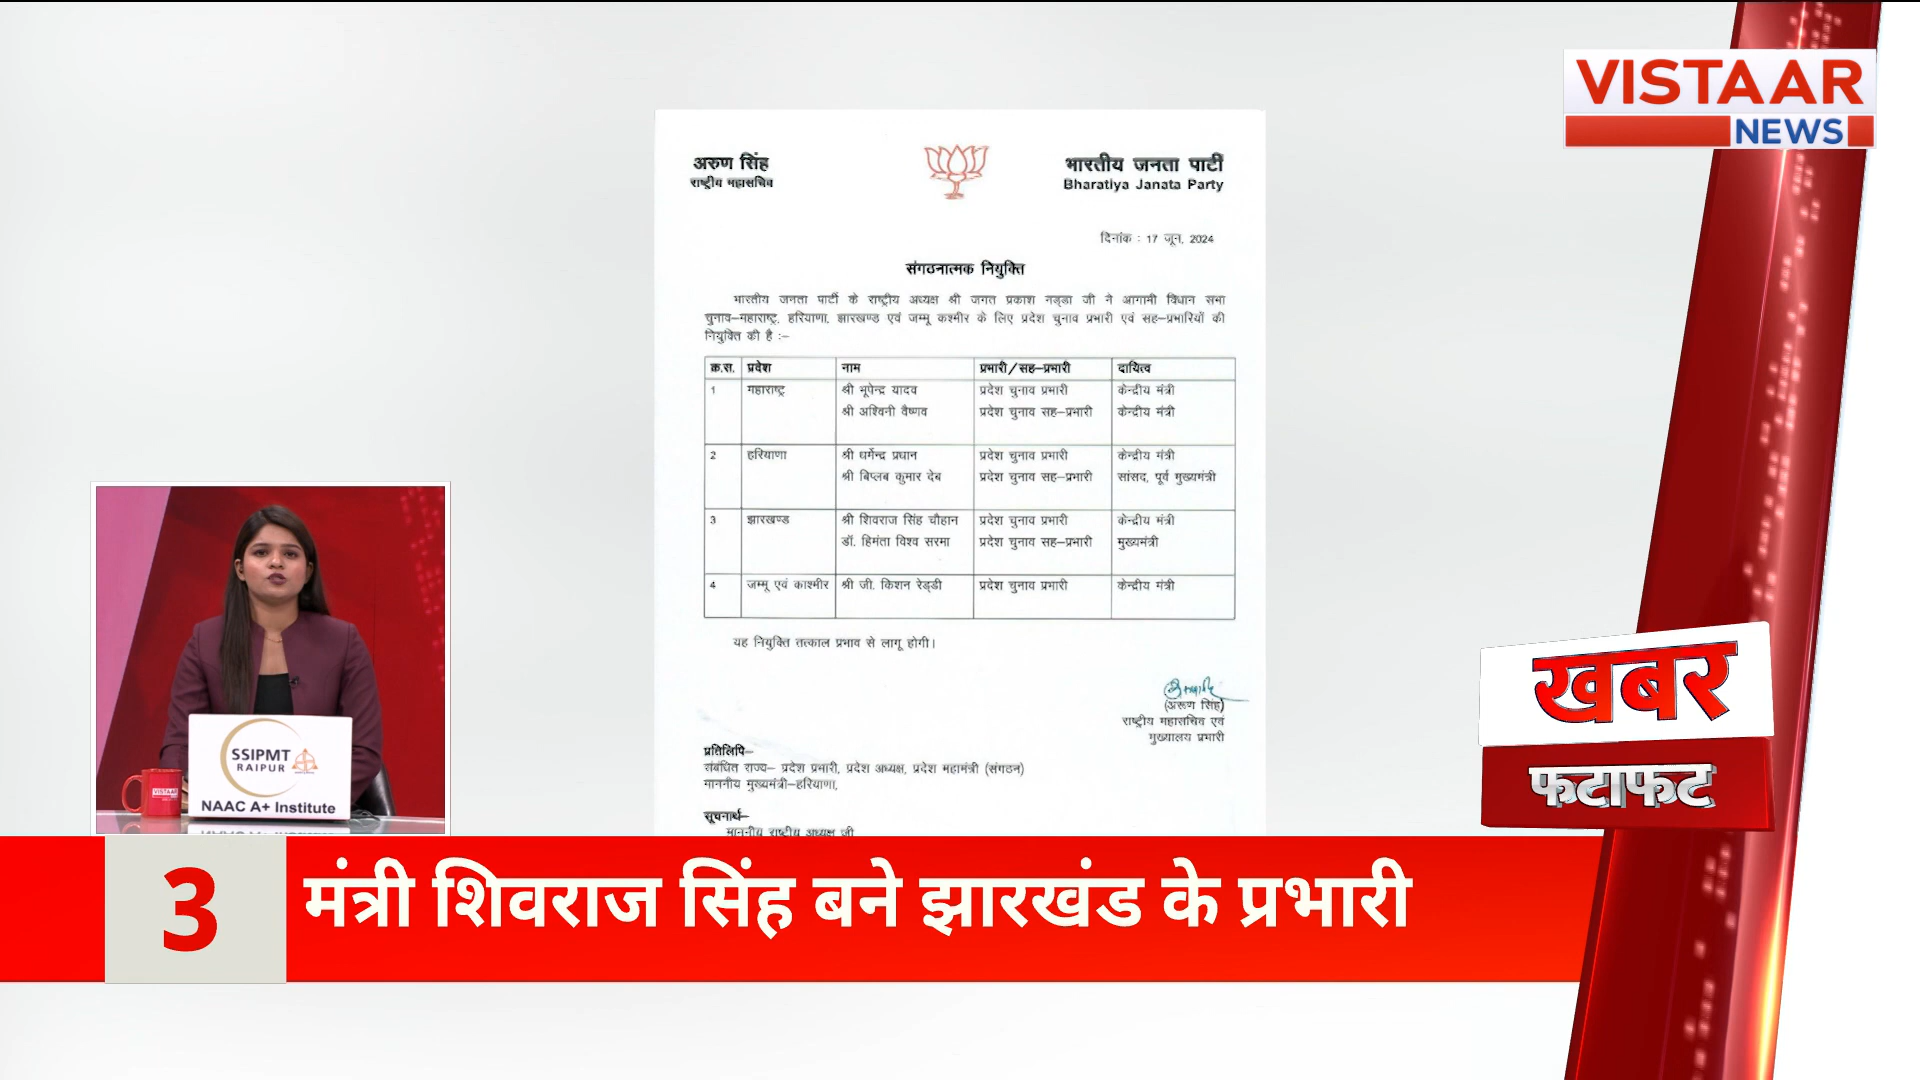 VISTAAR
NEWS
अरुण सिंह
राष्ट्रीय महासचिव
भारतीय जनता पार्टी
Bharatiya Janata Party
दिनांक : 17 जून, 2024
संगठनात्मक नियुक्ति
भारतीय जनता पार्टी के राष्ट्रीय अध्यक्ष श्री जगत प्रकाश नड्डा जी ने आगामी विधान सभा
चुनाव–महाराष्ट्र, हरियाणा, झारखण्ड एवं जम्मू कश्मीर के लिए प्रदेश चुनाव प्रभारी एवं सह–प्रभारियों की
नियुक्ति की है :–
क्र.स. प्रदेश नाम प्रभारी/सह–प्रभारी दायित्व
1 महाराष्ट्र श्री भूपेन्द्र यादव प्रदेश चुनाव प्रभारी केन्द्रीय मंत्री
श्री अश्विनी वैष्णव प्रदेश चुनाव सह–प्रभारी केन्द्रीय मंत्री
2 हरियाणा श्री धर्मेन्द्र प्रधान प्रदेश चुनाव प्रभारी केन्द्रीय मंत्री
श्री बिप्लब कुमार देब प्रदेश चुनाव सह–प्रभारी सांसद, पूर्व मुख्यमंत्री
3 झारखण्ड श्री शिवराज सिंह चौहान प्रदेश चुनाव प्रभारी केन्द्रीय मंत्री
डॉ. हिमंता विश्व सरमा प्रदेश चुनाव सह–प्रभारी मुख्यमंत्री
4 जम्मू एवं काश्मीर श्री जी. किशन रेड्डी प्रदेश चुनाव प्रभारी केन्द्रीय मंत्री
यह नियुक्ति तत्काल प्रभाव से लागू होगी।
(अरूण सिंह)
राष्ट्रीय महासचिव एवं
मुख्यालय प्रभारी
प्रतिलिपि–
संबंधित राज्य– प्रदेश प्रभारी, प्रदेश अध्यक्ष, प्रदेश महामंत्री (संगठन)
माननीय मुख्यमंत्री–हरियाणा,
सूचनार्थ–
माननीय राष्ट्रीय अध्यक्ष जी
SSIPMT
RAIPUR
NAAC A+ Institute
VISTAAR
खबर
फटाफट
3 मंत्री शिवराज सिंह बने झारखंड के प्रभारी